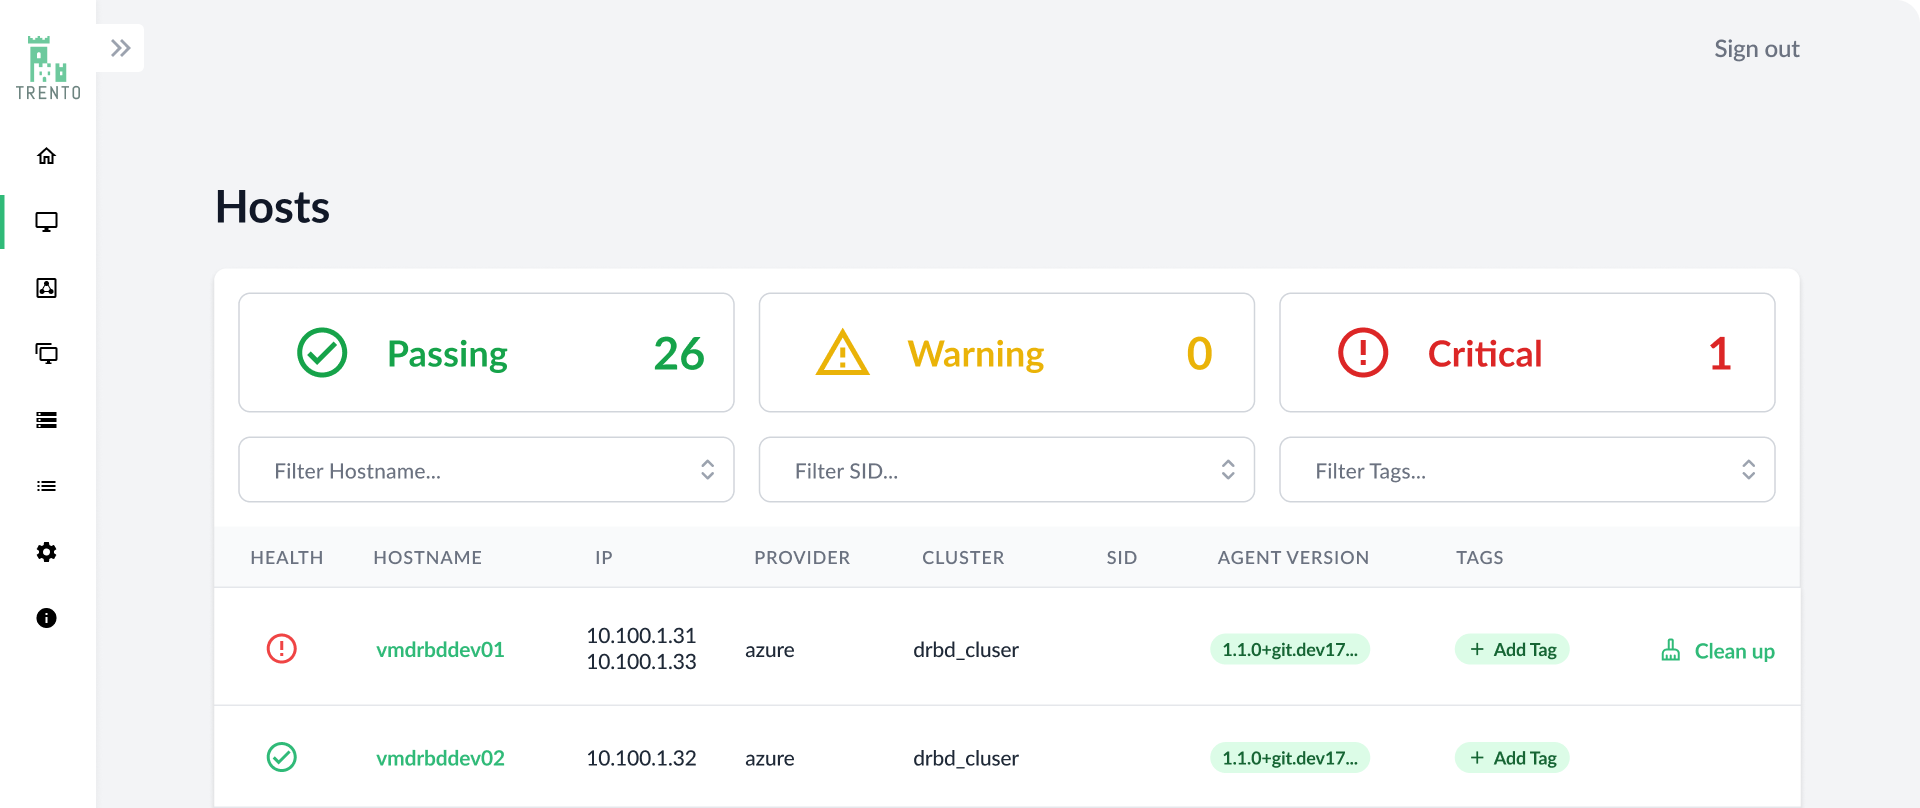 TRENTO
Sign out
Hosts
Passing 26
Warning 0
Critical 1
Filter Hostname...
Filter SID...
Filter Tags...
HEALTH HOSTNAME IP PROVIDER CLUSTER SID AGENT VERSION TAGS
vmdrbddev01 10.100.1.31 azure drbd_cluser 1.1.0+git.dev17... + Add Tag Clean up
10.100.1.33
vmdrbddev02 10.100.1.32 azure drbd_cluser 1.1.0+git.dev17... + Add Tag